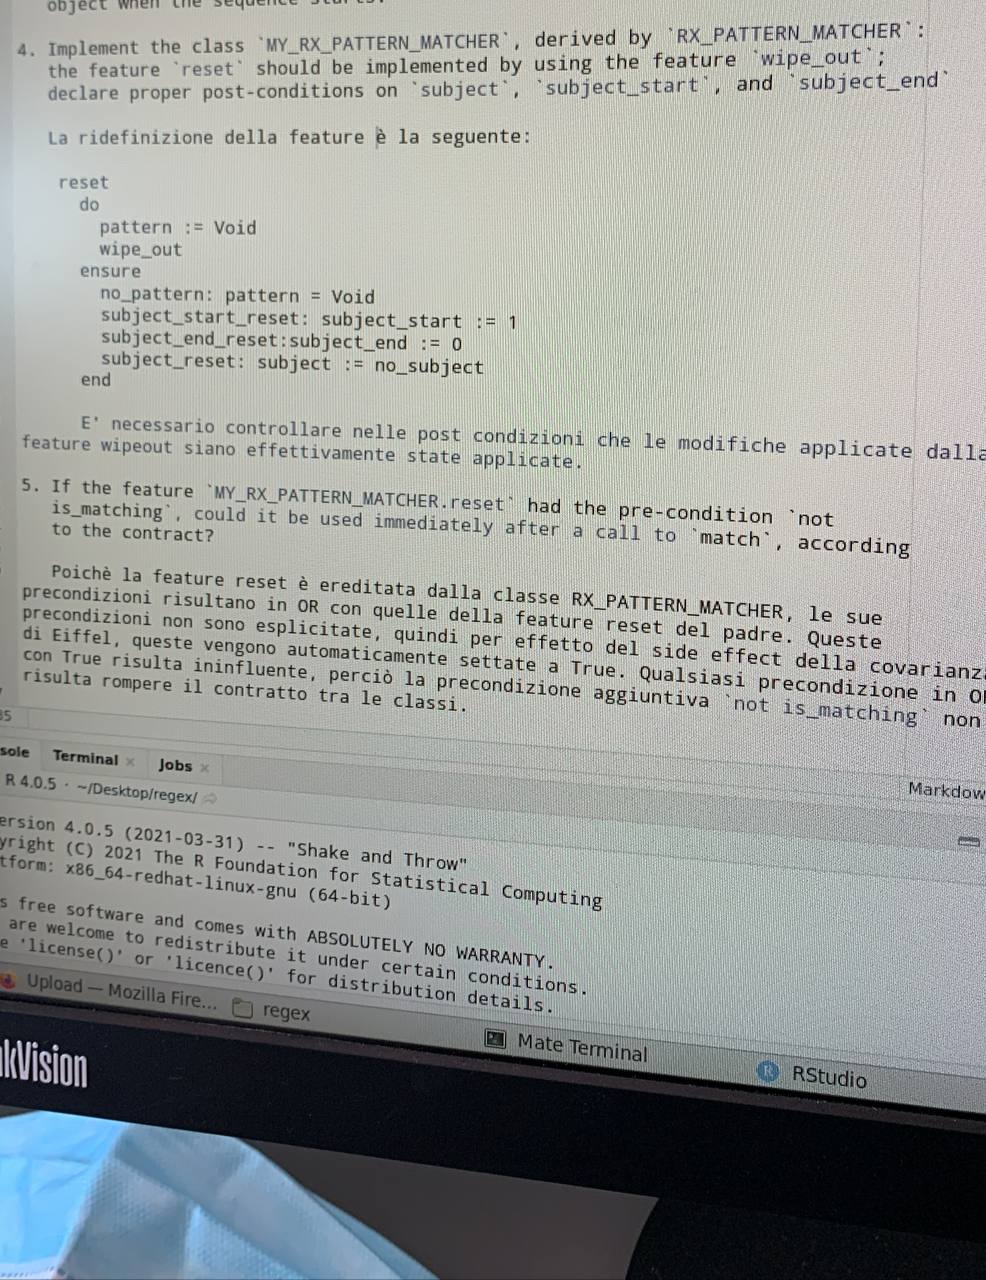 object when the sequence
4. Implement the class `MY_RX_PATTERN_MATCHER`, derived by `RX_PATTERN_MATCHER`:
the feature `reset` should be implemented by using the feature `wipe_out`;
declare proper post-conditions on `subject`, `subject_start`, and `subject_end`
La ridefinizione della feature è la seguente:
reset
do
pattern := Void
wipe_out
ensure
no_pattern: pattern = Void
subject_start_reset: subject_start := 1
subject_end_reset:subject_end := 0
subject_reset: subject := no_subject
end
E' necessario controllare nelle post condizioni che le modifiche applicate dalla
feature wipeout siano effettivamente state applicate.
5. If the feature `MY_RX_PATTERN_MATCHER.reset` had the pre-condition `not
is_matching`, could it be used immediately after a call to `match`, according
to the contract?
Poichè la feature reset è ereditata dalla classe RX_PATTERN_MATCHER, le sue
precondizioni risultano in OR con quelle della feature reset del padre. Queste
precondizioni non sono esplicitate, quindi per effetto del side effect della covarianz
di Eiffel, queste vengono automaticamente settate a True. Qualsiasi precondizione in O
con True risulta ininfluente, perciò la precondizione aggiuntiva `not is_matching` non
risulta rompere il contratto tra le classi.
35
sole Terminal × Jobs ×
Markdow
R 4.0.5 · ~/Desktop/regex/
ersion 4.0.5 (2021-03-31) -- "Shake and Throw"
yright (C) 2021 The R Foundation for Statistical Computing
tform: x86_64-redhat-linux-gnu (64-bit)
s free software and comes with ABSOLUTELY NO WARRANTY.
are welcome to redistribute it under certain conditions.
e 'license()' or 'licence()' for distribution details.
Upload — Mozilla Fire... regex Mate Terminal RStudio
kVision